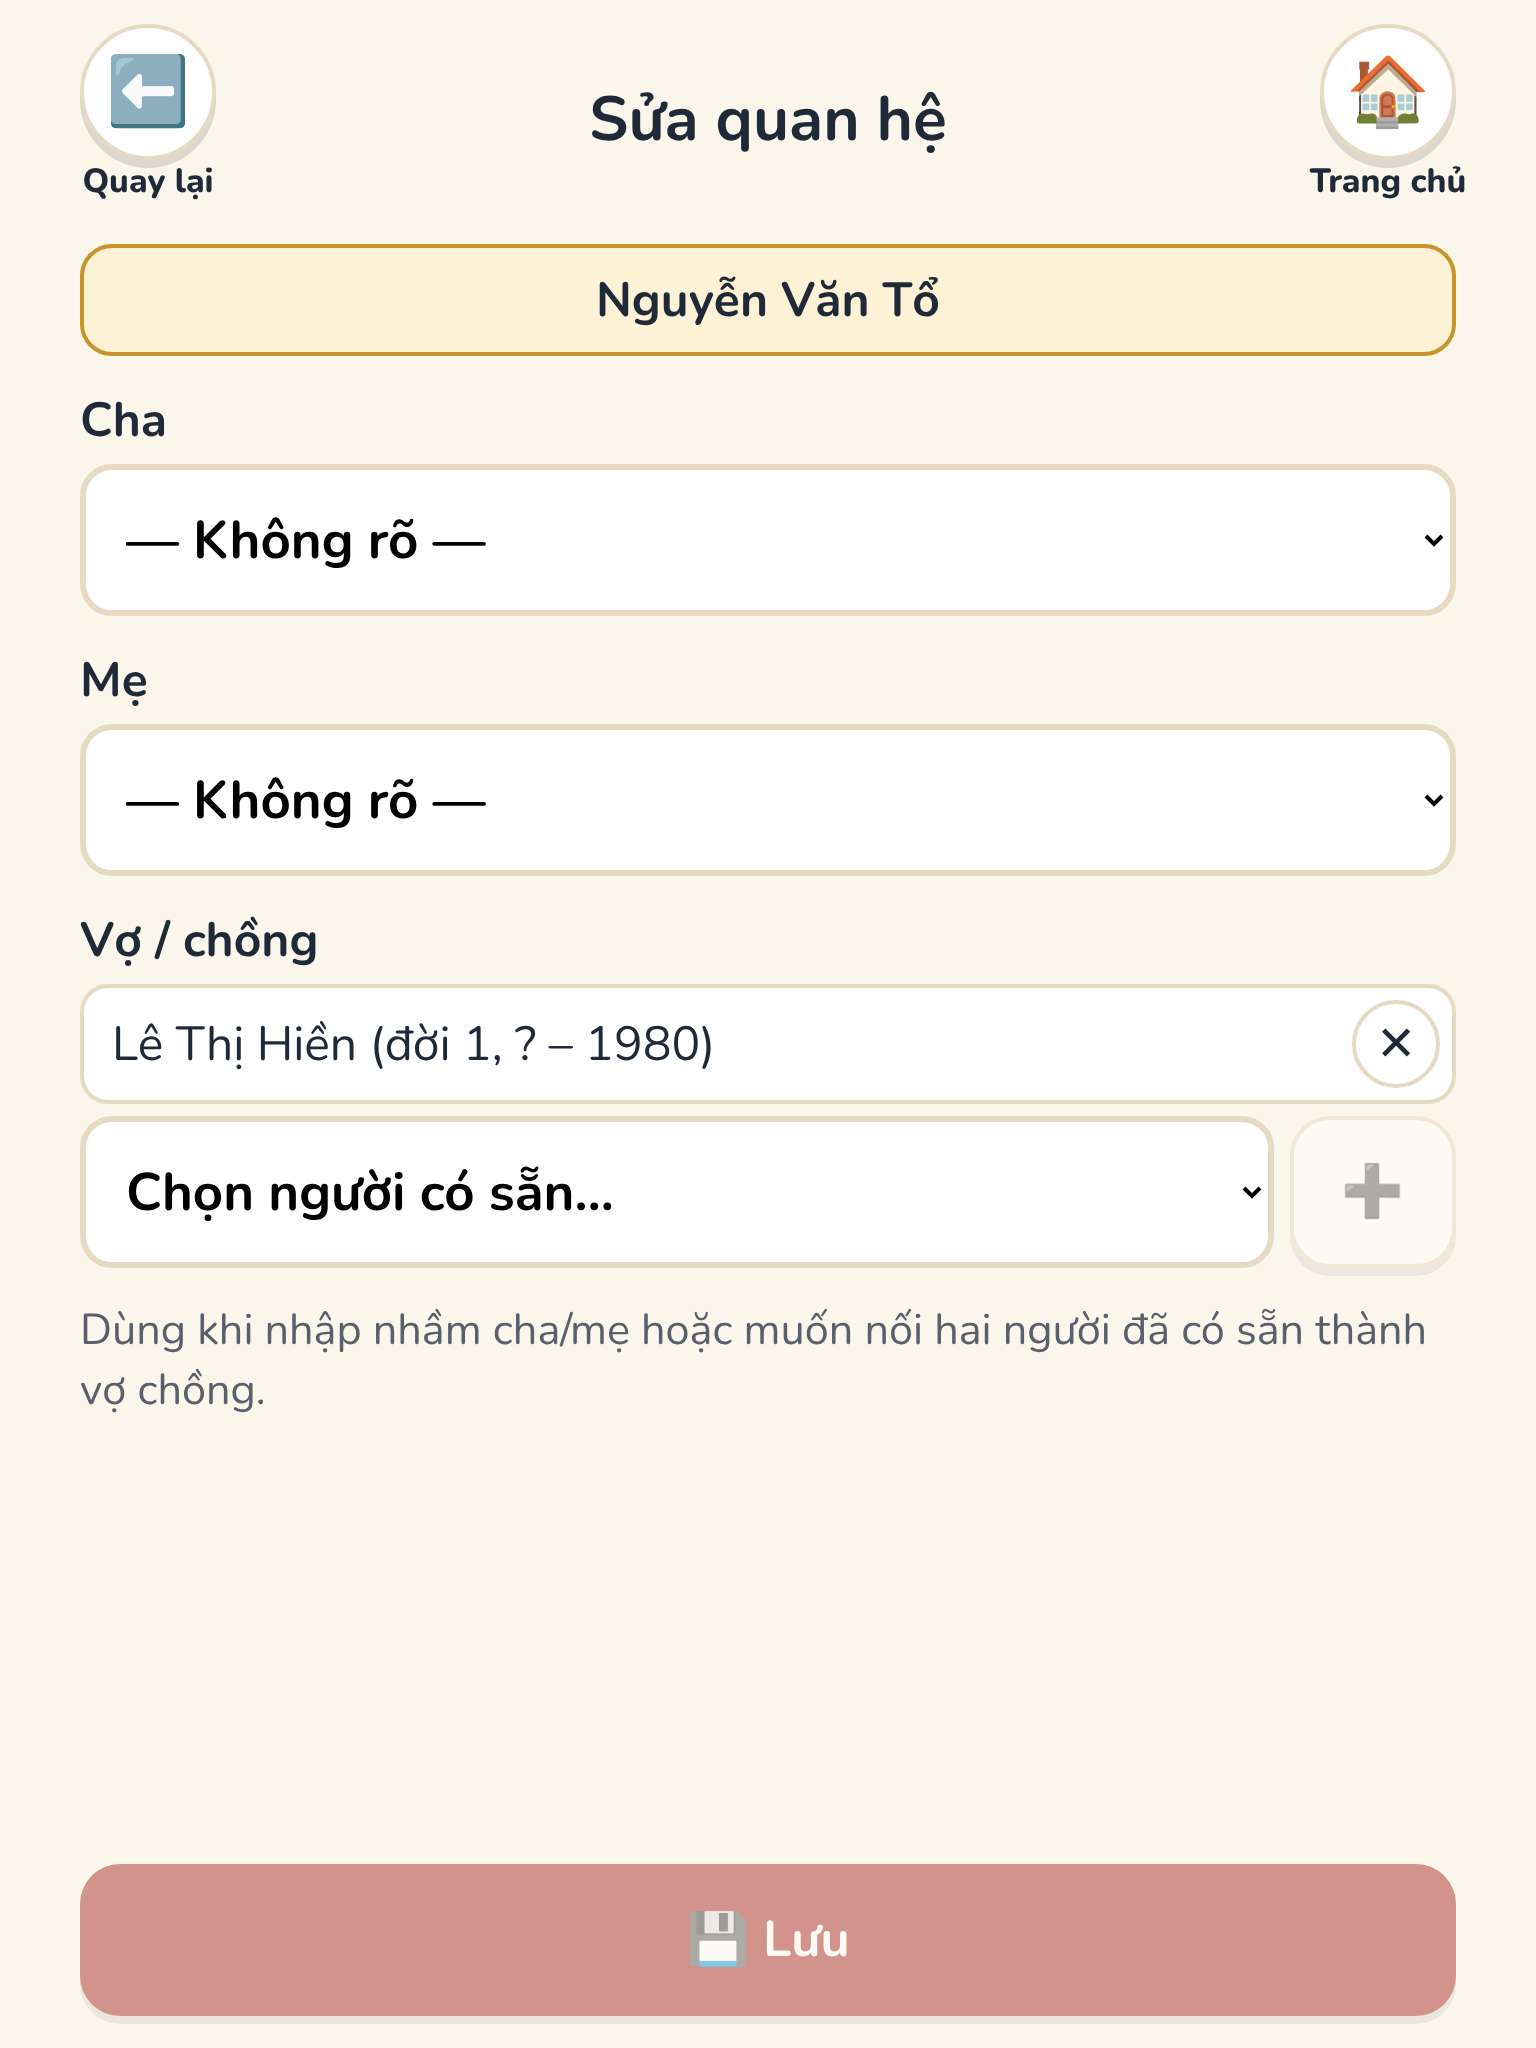 Quay lại
Sửa quan hệ
Trang chủ
Nguyễn Văn Tổ
Cha
— Không rõ —
Mẹ
— Không rõ —
Vợ / chồng
Lê Thị Hiền (đời 1, ? – 1980)
Chọn người có sẵn...
Dùng khi nhập nhầm cha/mẹ hoặc muốn nối hai người đã có sẵn thành
vợ chồng.
Lưu